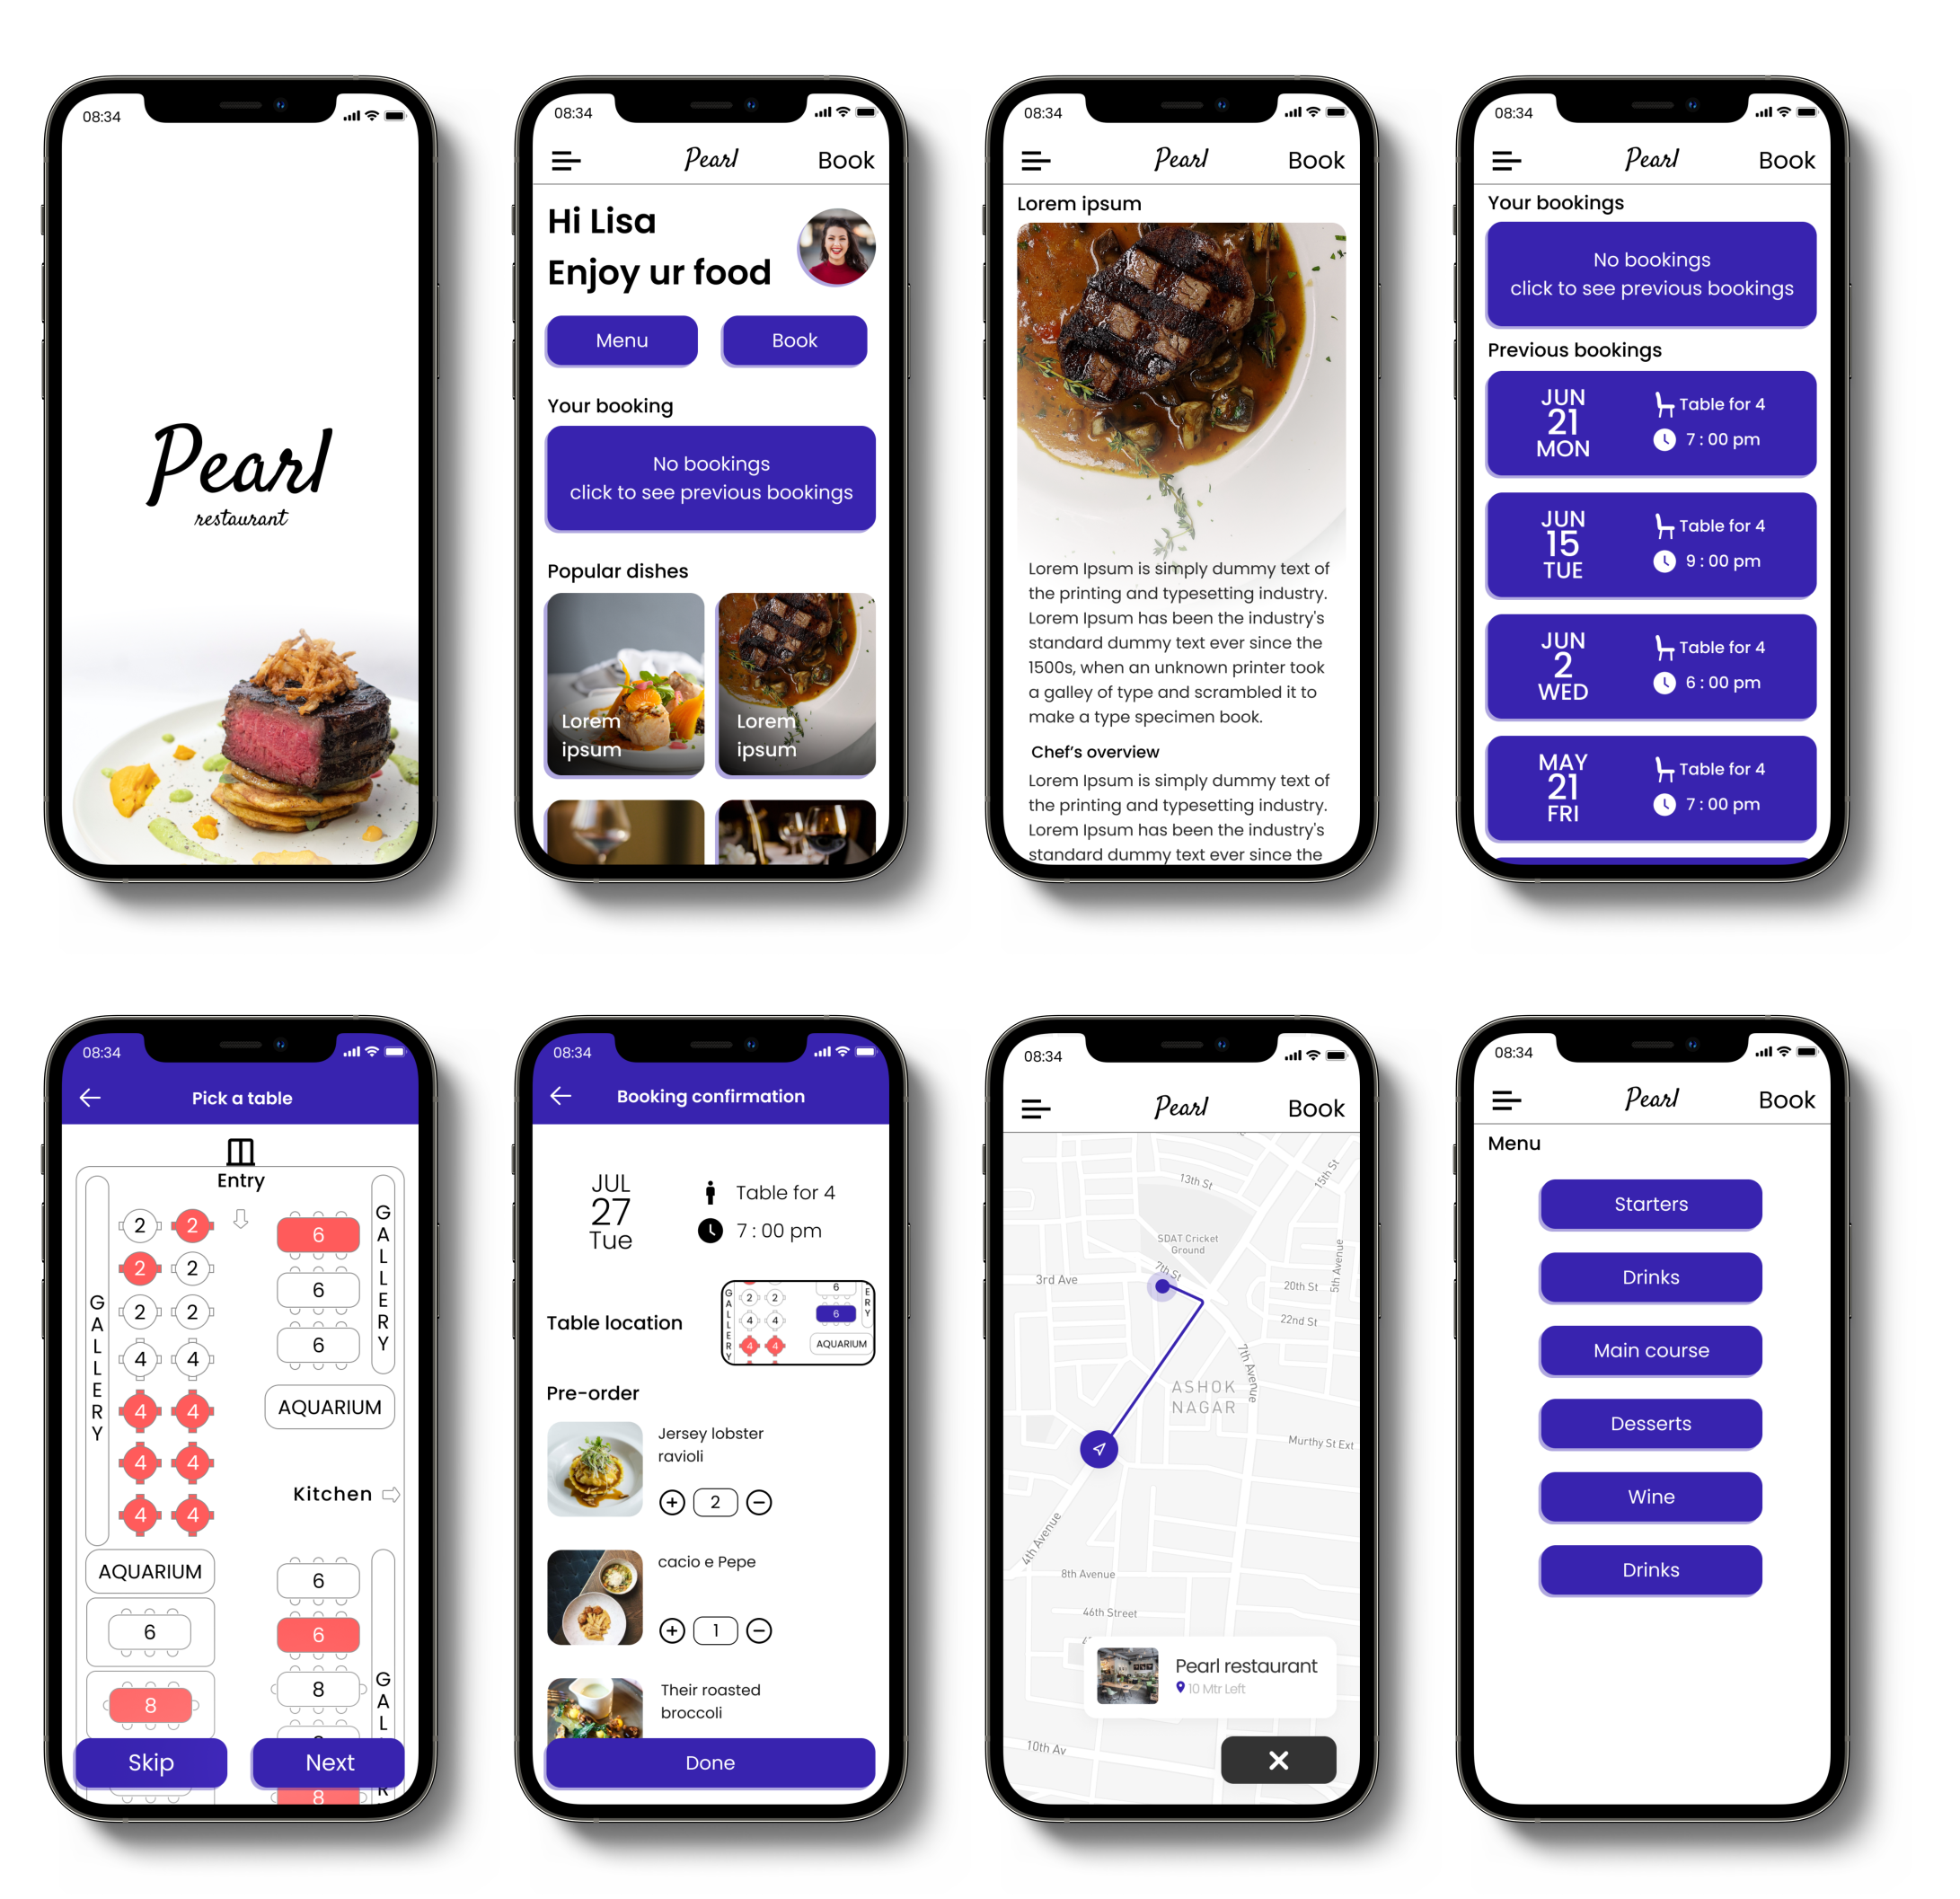 08:34
Pearl
restaurant
08:34
Pearl
Book
Hi Lisa
Enjoy ur food
Menu
Book
Your booking
No bookings
click to see previous bookings
Popular dishes
Lorem
ipsum
Lorem
ipsum
08:34
Pearl
Book
Lorem ipsum
Lorem Ipsum is simply dummy text of
the printing and typesetting industry.
Lorem Ipsum has been the industry's
standard dummy text ever since the
1500s, when an unknown printer took
a galley of type and scrambled it to
make a type specimen book.
Chef's overview
Lorem Ipsum is simply dummy text of
the printing and typesetting industry.
Lorem Ipsum has been the industry's
standard dummy text ever since the
08:34
Pearl
Book
Your bookings
No bookings
click to see previous bookings
Previous bookings
JUN
21
MON
Table for 4
7 : 00 pm
JUN
15
TUE
Table for 4
9 : 00 pm
JUN
2
WED
Table for 4
6 : 00 pm
MAY
21
FRI
Table for 4
7 : 00 pm
08:34
Pick a table
Entry
GALLERY
2 2
2 2
2 2
4 4
4 4
4 4
4 4
6
6
6
GALLERY
AQUARIUM
Kitchen
AQUARIUM
6
8
6
6
8
GAL
R
8
Skip
Next
08:34
Booking confirmation
JUL
27
Tue
Table for 4
7 : 00 pm
Table location
GALLERY
2 2
4 4
4 4
6
6
ERY
AQUARIUM
Pre-order
Jersey lobster
ravioli
2
cacio e Pepe
1
Their roasted
broccoli
Done
08:34
Pearl
Book
13th St
15th St
SDAT Cricket
Ground
7th St
3rd Ave
20th St
5th Avenue
22nd St
7th Avenue
ASHOK
NAGAR
Murthy St Ext
4th Avenue
8th Avenue
46th Street
Pearl restaurant
10 Mtr Left
10th Av
08:34
Pearl
Book
Menu
Starters
Drinks
Main course
Desserts
Wine
Drinks